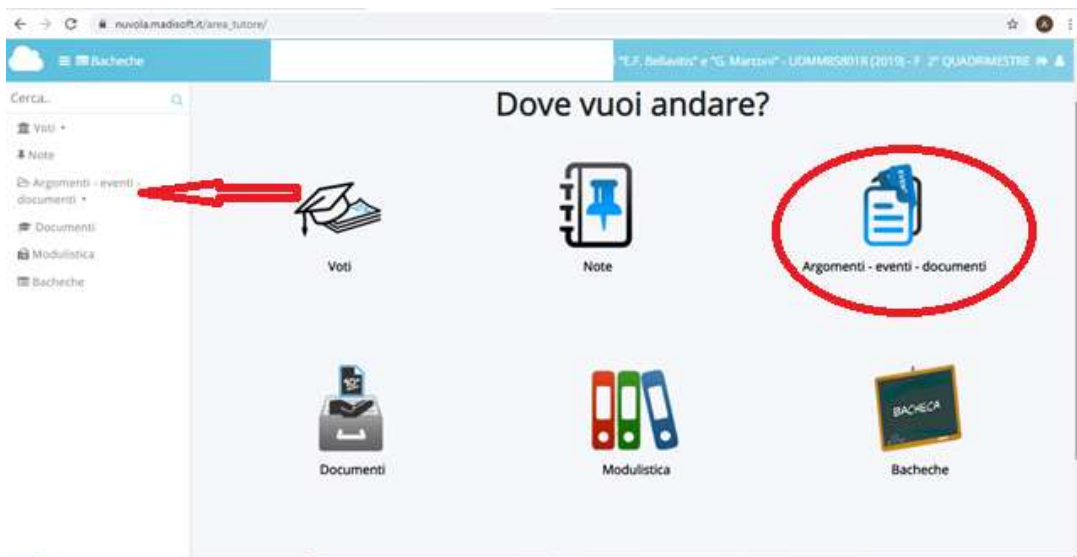 nuvola.madisoft.it/area_tutore/
A
Bacheche
"E.F. Bellavitis" e "G. Marconi" - UDMM85801R (2019) - F 2° QUADRIMESTRE
Cerca..
Voti
Note
Argomenti - eventi -
documenti
Documenti
Modulistica
Bacheche
Dove vuoi andare?
Voti
Note
Argomenti - eventi - documenti
BACHECA
Documenti
Modulistica
Bacheche